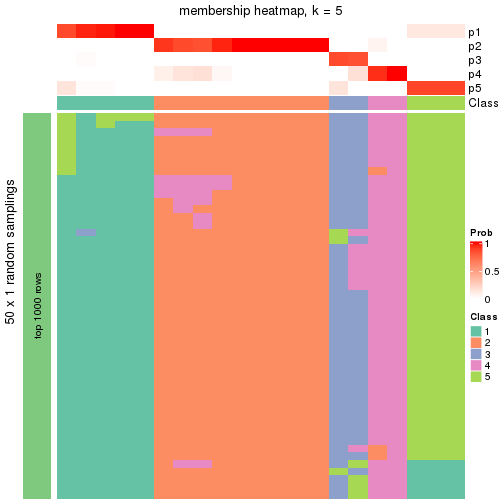 membership heatmap, k = 5
p1
p2
p3
p4
p5
Class
50 x 1 random samplings
top 1000 rows
Prob
1
0.5
0
Class
1
2
3
4
5